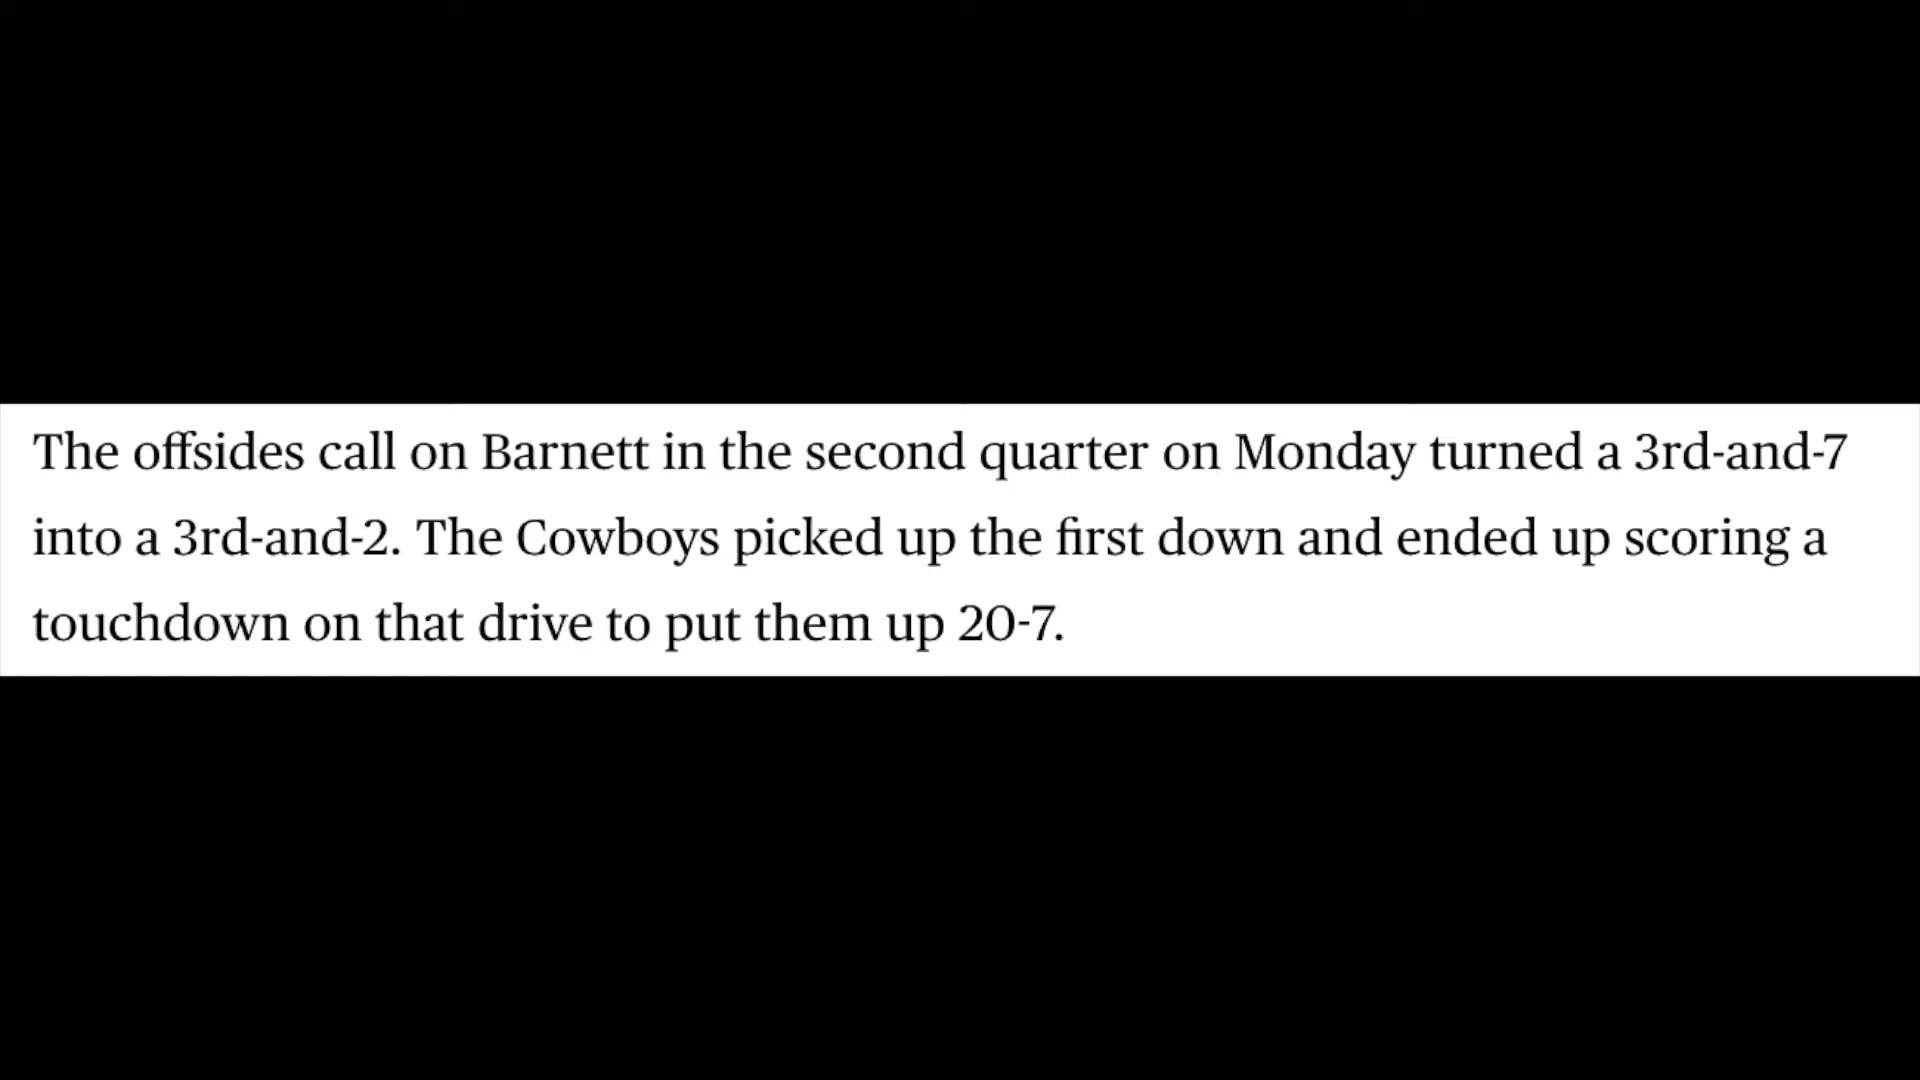 The offsides call on Barnett in the second quarter on Monday turned a 3rd-and-7
into a 3rd-and-2. The Cowboys picked up the first down and ended up scoring a
touchdown on that drive to put them up 20-7.